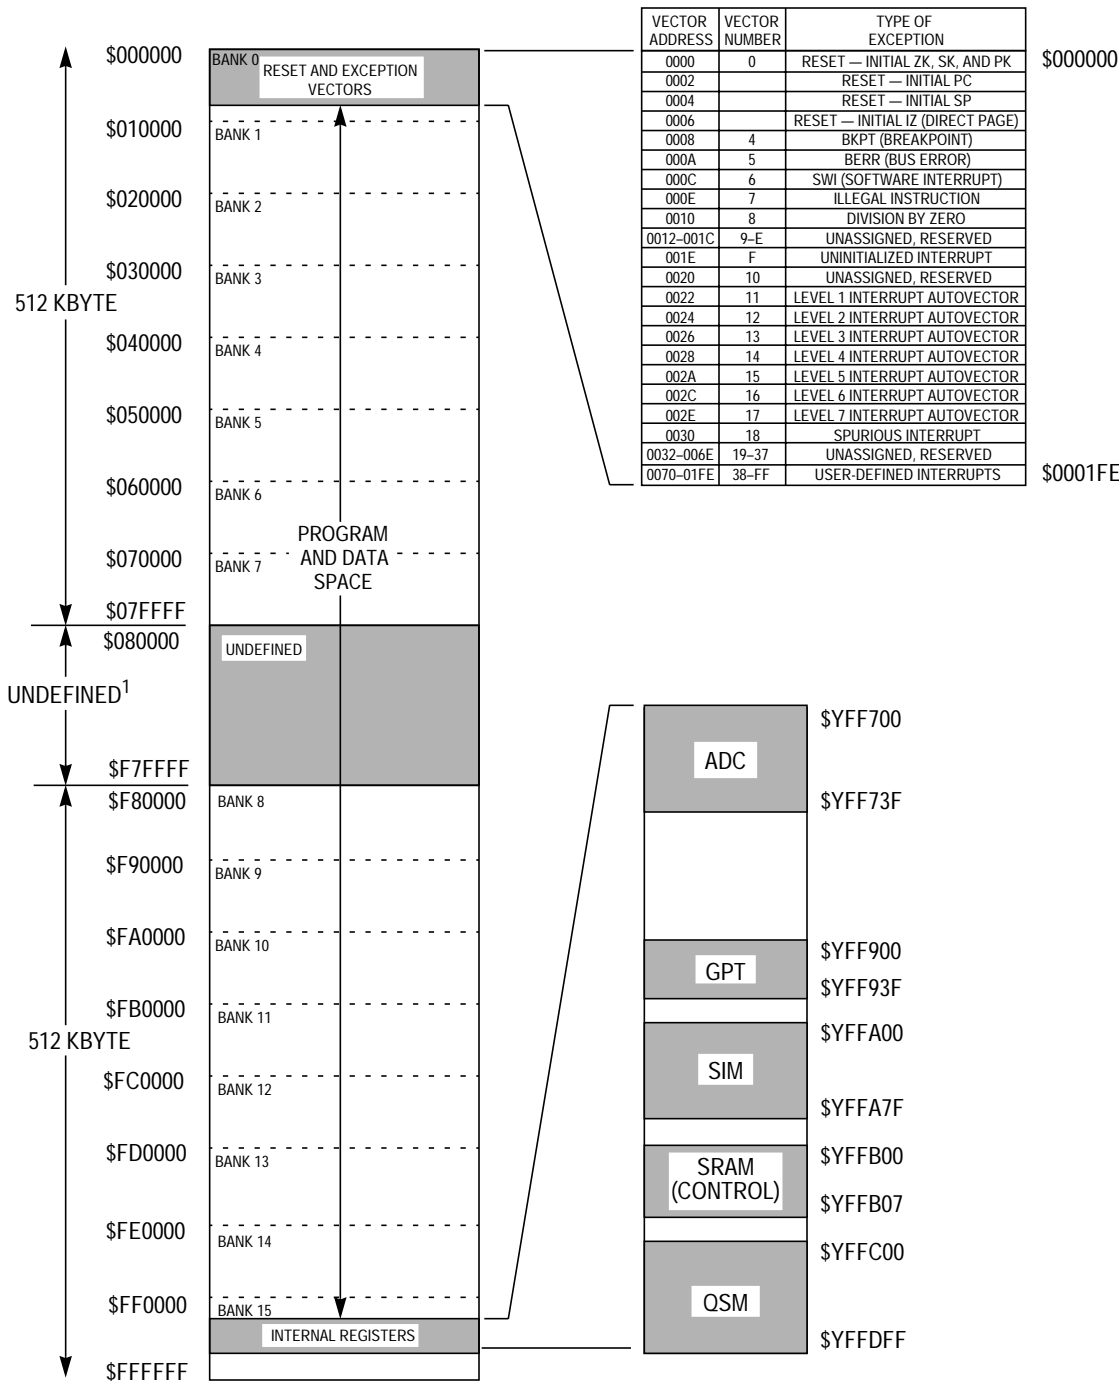 VECTOR ADDRESS VECTOR NUMBER TYPE OF EXCEPTION
0000 0 RESET — INITIAL ZK, SK, AND PK
0002 RESET — INITIAL PC
0004 RESET — INITIAL SP
0006 RESET — INITIAL IZ (DIRECT PAGE)
0008 4 BKPT (BREAKPOINT)
000A 5 BERR (BUS ERROR)
000C 6 SWI (SOFTWARE INTERRUPT)
000E 7 ILLEGAL INSTRUCTION
0010 8 DIVISION BY ZERO
0012–001C 9–E UNASSIGNED, RESERVED
001E F UNINITIALIZED INTERRUPT
0020 10 UNASSIGNED, RESERVED
0022 11 LEVEL 1 INTERRUPT AUTOVECTOR
0024 12 LEVEL 2 INTERRUPT AUTOVECTOR
0026 13 LEVEL 3 INTERRUPT AUTOVECTOR
0028 14 LEVEL 4 INTERRUPT AUTOVECTOR
002A 15 LEVEL 5 INTERRUPT AUTOVECTOR
002C 16 LEVEL 6 INTERRUPT AUTOVECTOR
002E 17 LEVEL 7 INTERRUPT AUTOVECTOR
0030 18 SPURIOUS INTERRUPT
0032–006E 19–37 UNASSIGNED, RESERVED
0070–01FE 38–FF USER-DEFINED INTERRUPTS
$000000
$0001FE
$000000
BANK 0
RESET AND EXCEPTION
VECTORS
$010000
BANK 1
$020000
BANK 2
$030000
BANK 3
512 KBYTE
$040000
BANK 4
$050000
BANK 5
$060000
BANK 6
PROGRAM
AND DATA
SPACE
$070000
BANK 7
$07FFFF
$080000
UNDEFINED
UNDEFINED1
$F7FFFF
$F80000
BANK 8
$F90000
BANK 9
$FA0000
BANK 10
$FB0000
BANK 11
512 KBYTE
$FC0000
BANK 12
$FD0000
BANK 13
$FE0000
BANK 14
$FF0000
BANK 15
INTERNAL REGISTERS
$FFFFFF
$YFF700
ADC
$YFF73F
$YFF900
GPT
$YFF93F
$YFFA00
SIM
$YFFA7F
$YFFB00
SRAM
(CONTROL)
$YFFB07
$YFFC00
QSM
$YFFDFF